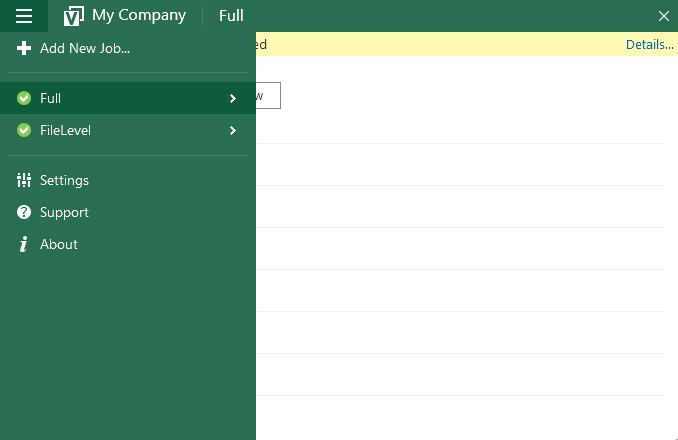 My Company
Full
Add New Job...
ed
Details...
Full
w
FileLevel
Settings
Support
About